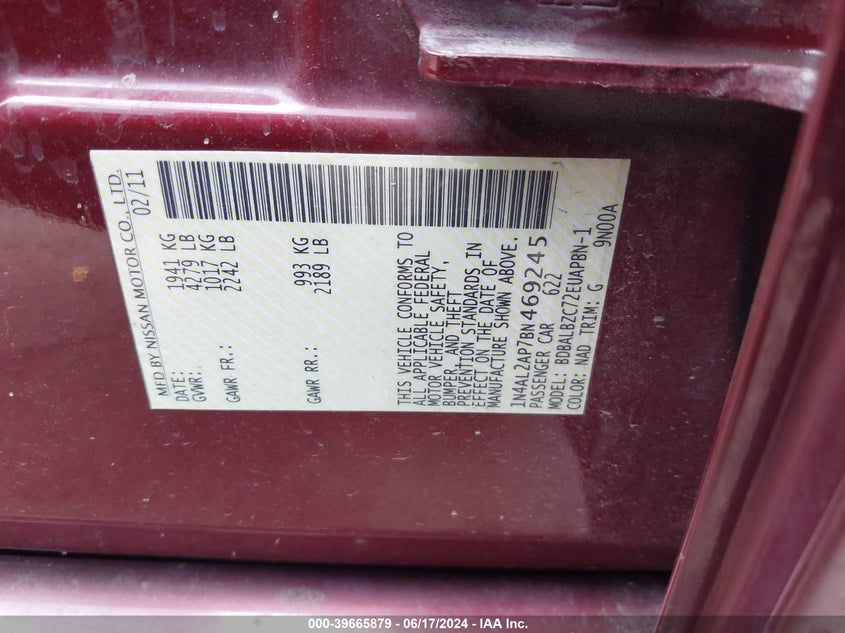 MFD BY NISSAN MOTOR CO., LTD.
DATE: 02/11
GVWR: 1941 KG
4279 LB
GAWR FR.: 1017 KG
2242 LB
GAWR RR.: 993 KG
2189 LB
THIS VEHICLE CONFORMS TO
ALL APPLICABLE FEDERAL
MOTOR VEHICLE SAFETY,
BUMPER, AND THEFT
PREVENTION STANDARDS IN
EFFECT ON THE DATE OF
MANUFACTURE SHOWN ABOVE.
1N4AL2AP7BN469245
PASSENGER CAR 622
MODEL: BDBALBZC72EUAPBN-1
COLOR: NAD TRIM: G 9N00A
000-39665879 - 06/17/2024 - IAA Inc.